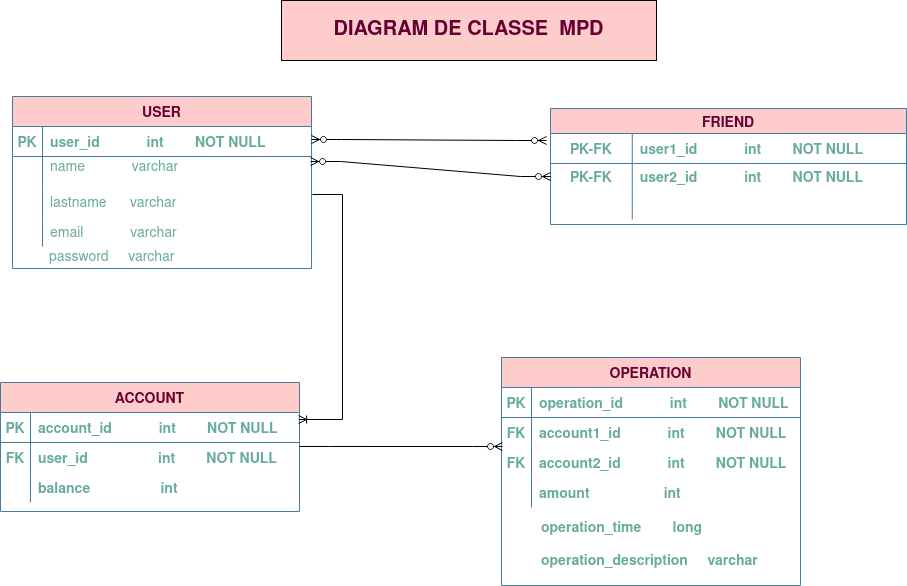 DIAGRAM DE CLASSE MPD
USER
PK user_id int NOT NULL
name varchar
lastname varchar
email varchar
password varchar
FRIEND
PK-FK user1_id int NOT NULL
PK-FK user2_id int NOT NULL
ACCOUNT
PK account_id int NOT NULL
FK user_id int NOT NULL
balance int
OPERATION
PK operation_id int NOT NULL
FK account1_id int NOT NULL
FK account2_id int NOT NULL
amount int
operation_time long
operation_description varchar